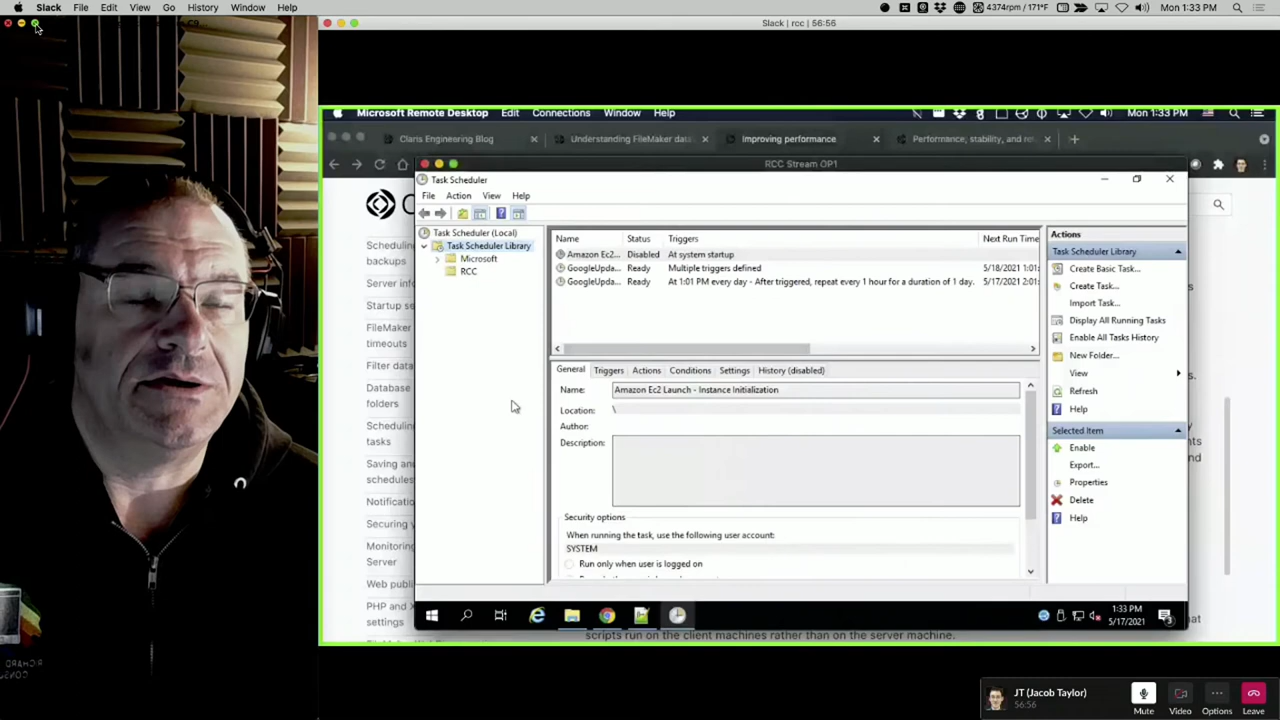 Slack File Edit View Go History Window Help
4374rpm / 171°F
Mon 1:33 PM
Slack | rcc | 56:56
Microsoft Remote Desktop Edit Connections Window Help
Mon 1:33 PM
Claris Engineering Blog
Understanding FileMaker data
Improving performance
Performance, stability, and ro
RCC Stream OP1
Task Scheduler
File Action View Help
Task Scheduler (Local)
Task Scheduler Library
Microsoft
RCC
Name Status Triggers Next Run Time
Amazon Ec2... Disabled At system startup
GoogleUpda... Ready Multiple triggers defined 5/18/2021 1:01:
GoogleUpda... Ready At 1:01 PM every day - After triggered, repeat every 1 hour for a duration of 1 day. 5/17/2021 2:01:
General Triggers Actions Conditions Settings History (disabled)
Name: Amazon Ec2 Launch - Instance Initialization
Location: \
Author:
Description:
Security options
When running the task, use the following user account:
SYSTEM
Run only when user is logged on
Actions
Task Scheduler Library
Create Basic Task...
Create Task...
Import Task...
Display All Running Tasks
Enable All Tasks History
New Folder...
View
Refresh
Help
Selected Item
Enable
Export...
Properties
Delete
Help
Scheduling
backups
Server info
Startup se
FileMaker
timeouts
Filter data
Database
folders
Scheduling
tasks
Saving and
schedules
Notification
Securing y
Monitoring
Server
Web publi
PHP and X
settings
scripts run on the client machines rather than on the server machine.
1:33 PM
5/17/2021
3
JT (Jacob Taylor)
56:56
Mute Video Options Leave